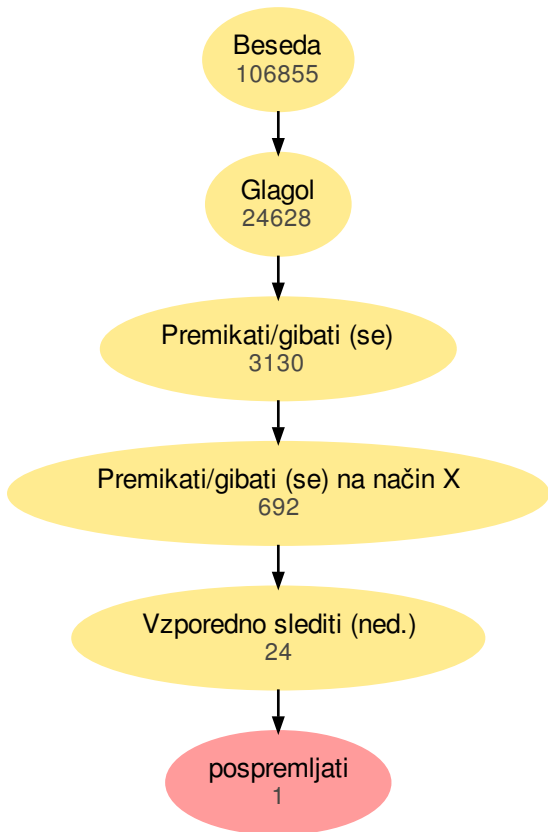 Beseda
106855
Glagol
24628
Premikati/gibati (se)
3130
Premikati/gibati (se) na način X
692
Vzporedno slediti (ned.)
24
pospremljati
1